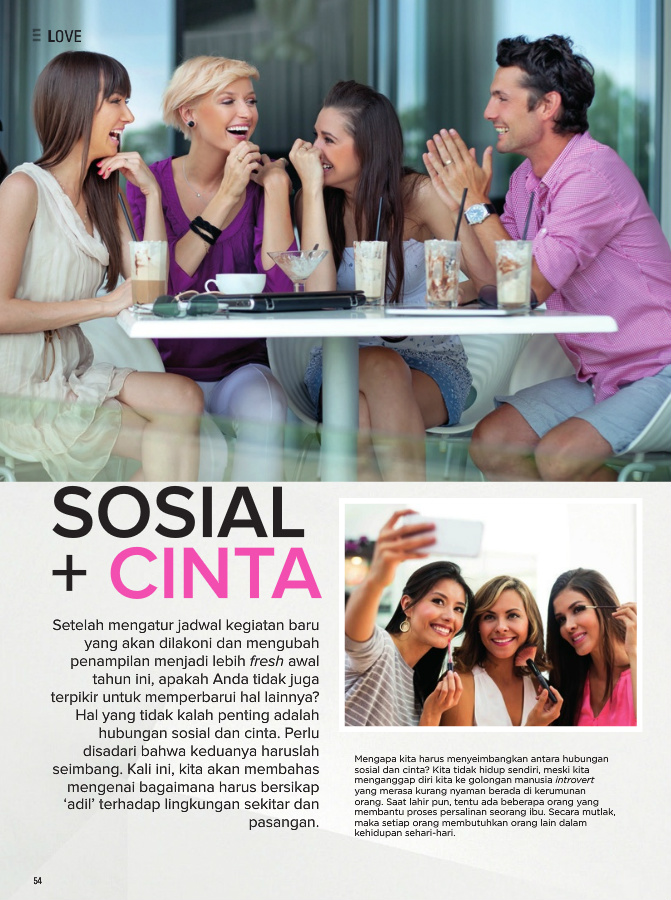 LOVE
SOSIAL
+ CINTA
Setelah mengatur jadwal kegiatan baru
yang akan dilakoni dan mengubah
penampilan menjadi lebih fresh awal
tahun ini, apakah Anda tidak juga
terpikir untuk memperbarui hal lainnya?
Hal yang tidak kalah penting adalah
hubungan sosial dan cinta. Perlu
disadari bahwa keduanya haruslah
seimbang. Kali ini, kita akan membahas
mengenai bagaimana harus bersikap
‘adil’ terhadap lingkungan sekitar dan
pasangan.
Mengapa kita harus menyeimbangkan antara hubungan
sosial dan cinta? Kita tidak hidup sendiri, meski kita
menganggap diri kita ke golongan manusia introvert
yang merasa kurang nyaman berada di kerumunan
orang. Saat lahir pun, tentu ada beberapa orang yang
membantu proses persalinan seorang ibu. Secara mutlak,
maka setiap orang membutuhkan orang lain dalam
kehidupan sehari-hari.
54